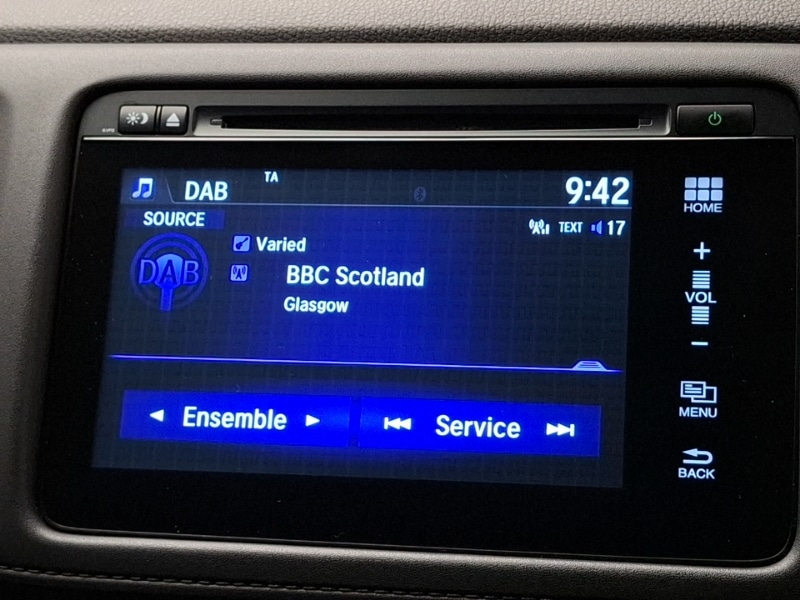 TA
DAB
9:42
SOURCE
TEXT 17
DAB
Varied
BBC Scotland
Glasgow
Ensemble
Service
HOME
+
VOL
−
MENU
BACK